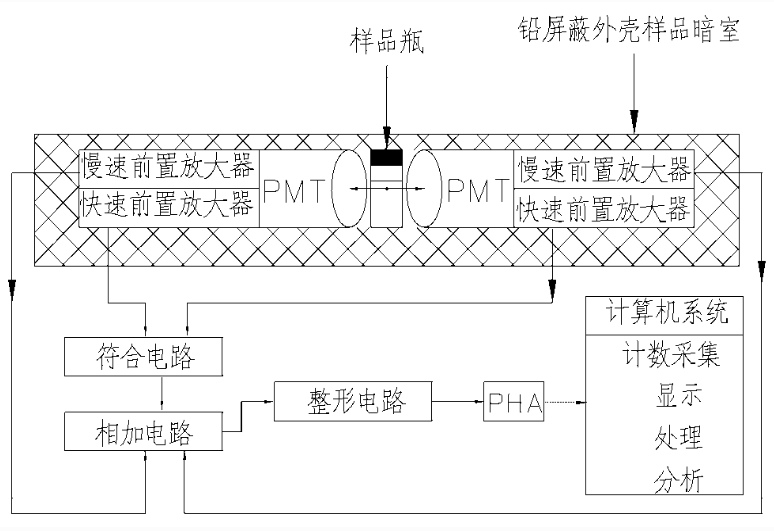 样品瓶
铅屏蔽外壳样品暗室
慢速前置放大器
快速前置放大器
PMT
PMT
慢速前置放大器
快速前置放大器
符合电路
相加电路
整形电路
PHA
计算机系统
计数采集
显示
处理
分析